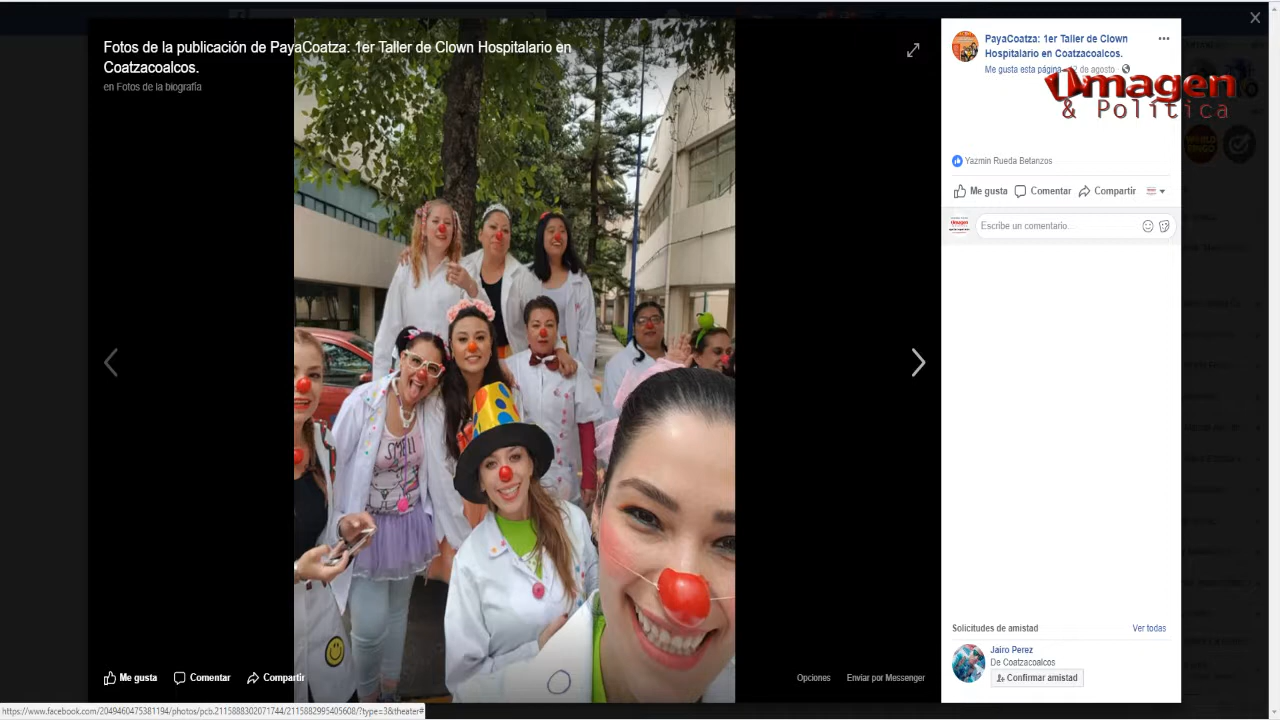 Fotos de la publicación de PayaCoatza: 1er Taller de Clown Hospitalario en
Coatzacoalcos.
en Fotos de la biografía
PayaCoatza: 1er Taller de Clown
Hospitalario en Coatzacoalcos.
Me gusta esta página
2 de agosto
Imagen
& Política
Yazmín Rueda Betanzos
Me gusta
Comentar
Compartir
Escribe un comentario...
SMELL
Solicitudes de amistad
Ver todas
Jairo Perez
De Coatzacoalcos
Confirmar amistad
Me gusta
Comentar
Compartir
Opciones
Enviar por Messenger
https://www.facebook.com/2049460475381194/photos/pcb.2115888302071744/2115882995405608/?type=3&theater#